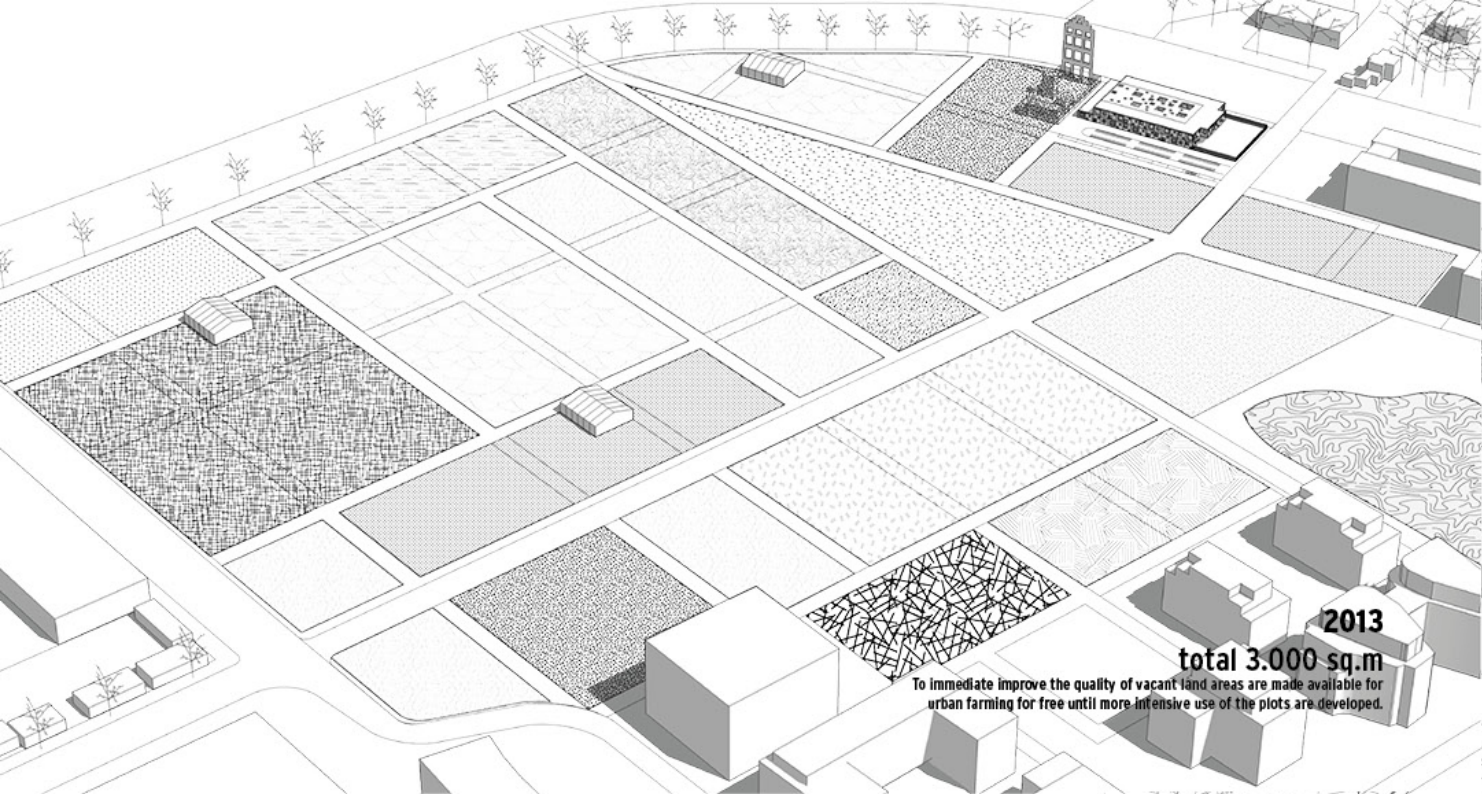 2013
total 3.000 sq.m
To immediate improve the quality of vacant land areas are made available for
urban farming for free until more intensive use of the plots are developed.